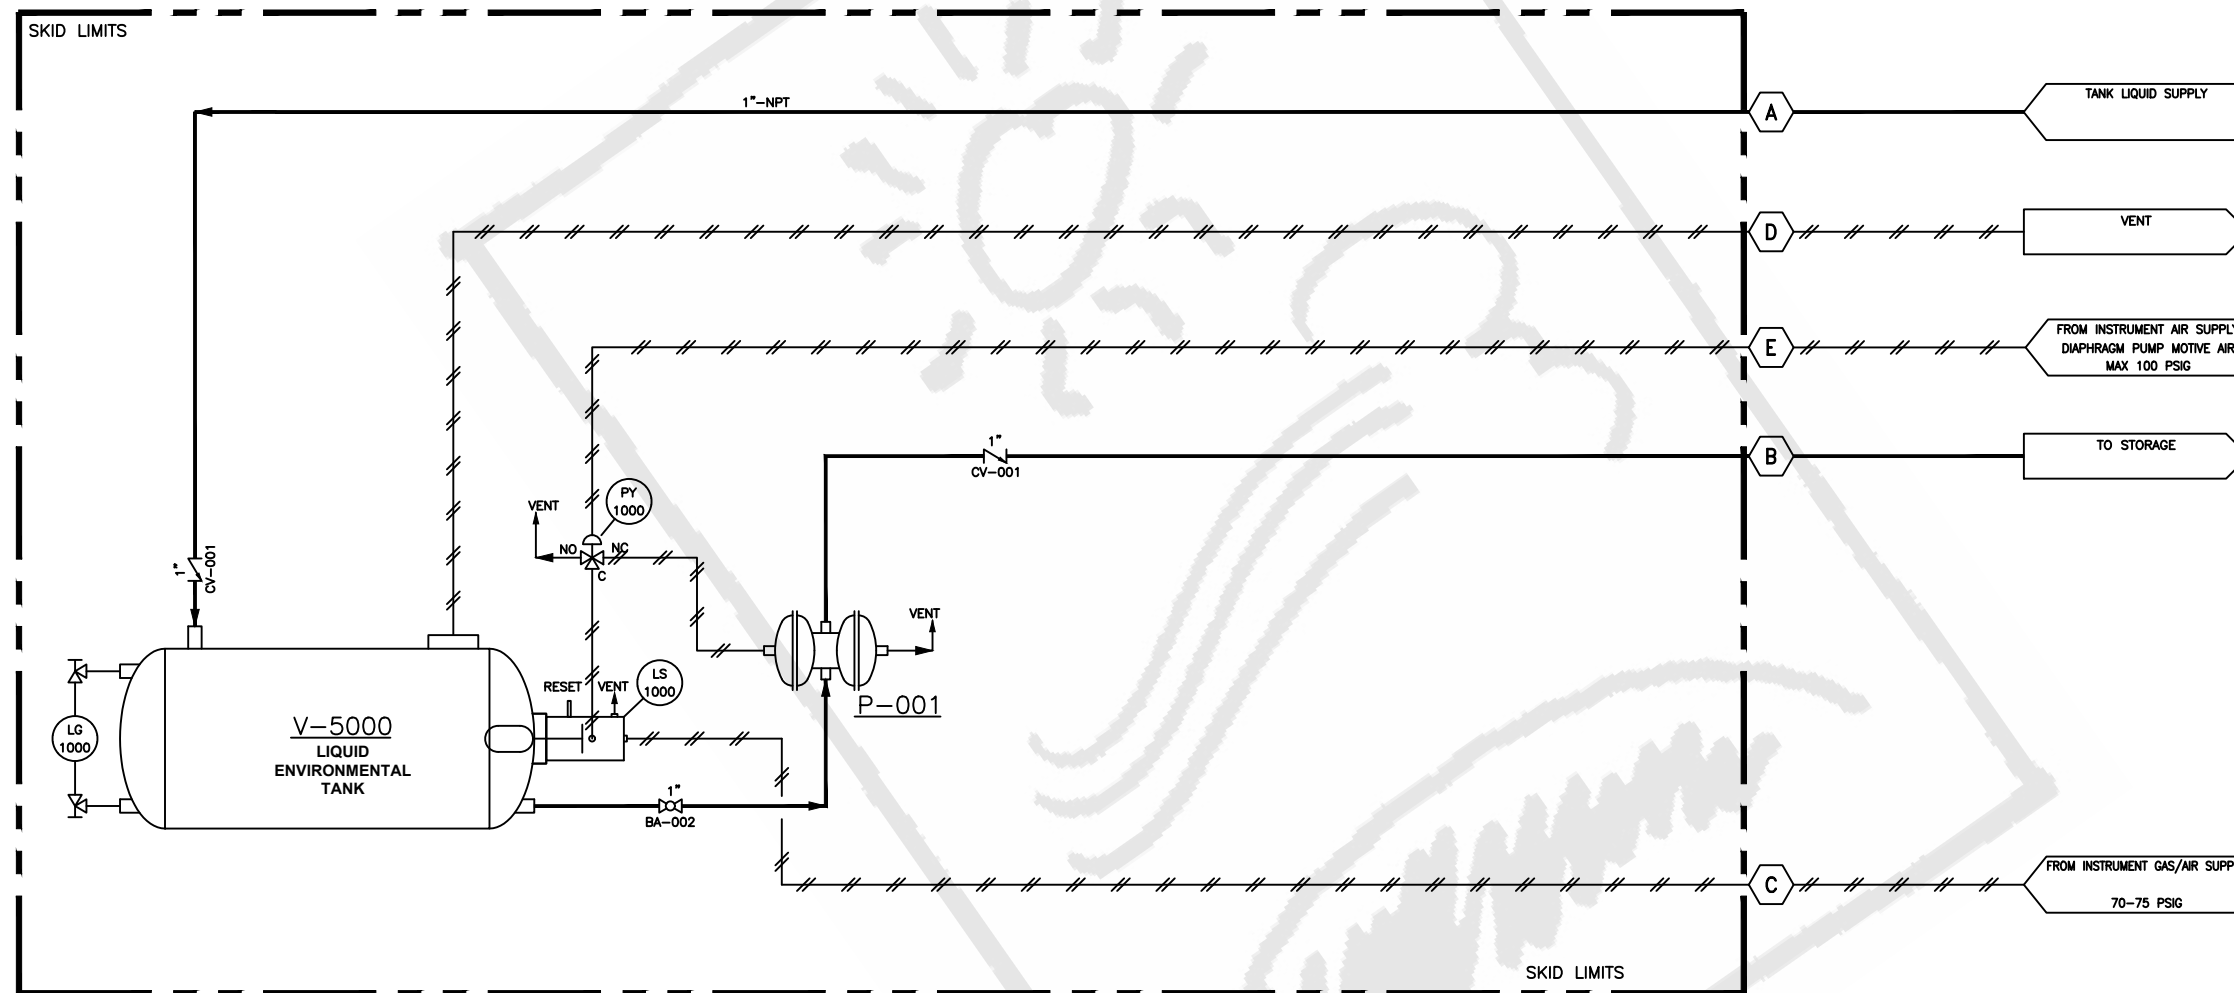 SKID LIMITS
1"-NPT
A
TANK LIQUID SUPPLY
D
VENT
E
FROM INSTRUMENT AIR SUPPLY
DIAPHRAGM PUMP MOTIVE AIR
MAX 100 PSIG
1"
CV-001
B
TO STORAGE
PY
1000
VENT
NO
NC
C
1"
CV-001
VENT
P-001
LS
1000
RESET
VENT
LG
1000
V-5000
LIQUID
ENVIRONMENTAL
TANK
1"
BA-002
C
FROM INSTRUMENT GAS/AIR SUPP
70-75 PSIG
SKID LIMITS